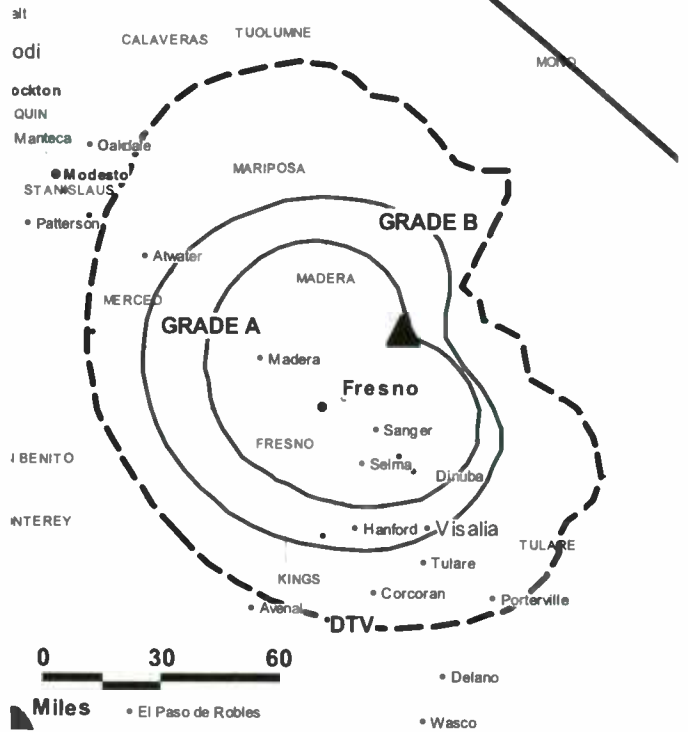 alt
TUOLUMNE
CALAVERAS
odi
MONO
ockton
QUIN
Manteca
Oakdale
Modesto
MARIPOSA
STANISLAUS
Patterson
GRADE B
Atwater
MADERA
MERCED
GRADE A
Madera
Fresno
Sanger
FRESNO
BENITO
Selma
Dinuba
NTEREY
Hanford
Visalia
TULARE
Tulare
KINGS
Corcoran
Avenal
Porterville
DTV
0 30 60
Delano
Miles
El Paso de Robles
Wasco